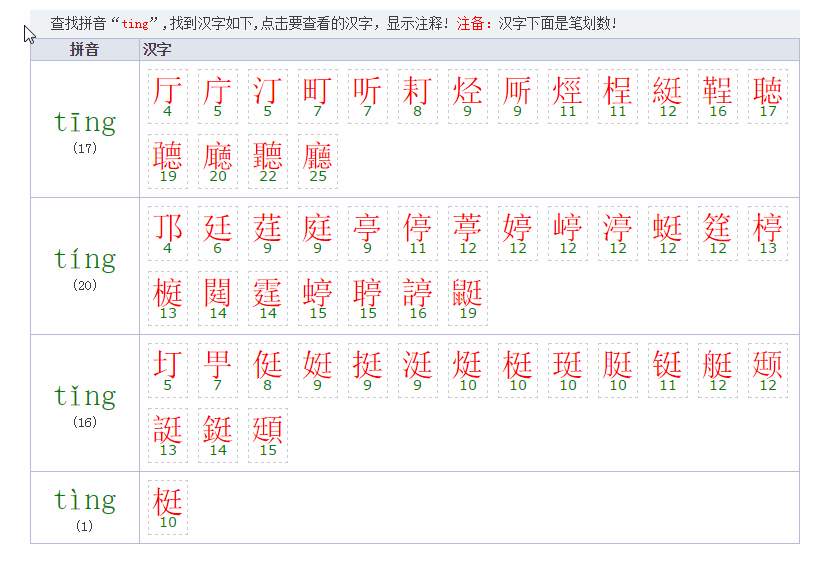 查找拼音“ting”,找到汉字如下,点击要查看的汉字，显示注释! 注备：汉字下面是笔划数!
拼音 汉字
tīng
(17)
厅 庁 汀 町 听 耓 烃 厛 烴 桯 綎 鞓 聴
4 5 5 7 7 8 9 9 11 11 12 16 17
聼 廰 聽 廳
19 20 22 25
tíng
(20)
邒 廷 莛 庭 亭 停 葶 婷 嵉 渟 蜓 筳 楟
4 6 9 9 9 11 12 12 12 12 12 12 13
榳 閮 霆 蝏 聤 諪 鼮
13 14 14 15 15 16 19
tǐng
(16)
圢 甼 侹 娗 挺 涏 烶 梃 珽 脡 铤 艇 颋
5 7 8 9 9 9 10 10 10 10 11 12 12
誔 鋌 頲
13 14 15
tìng
(1)
梃
10